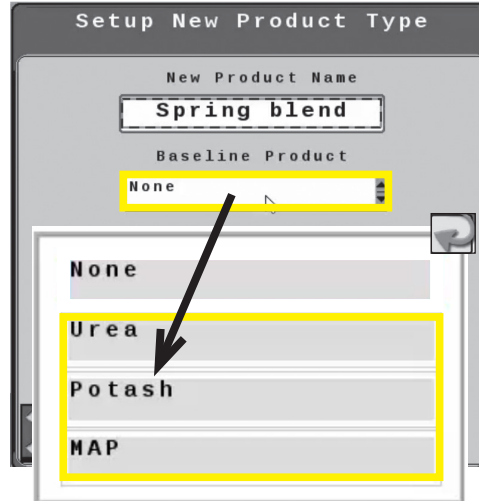 Setup New Product Type
New Product Name
Spring blend
Baseline Product
None
None
Urea
Potash
MAP